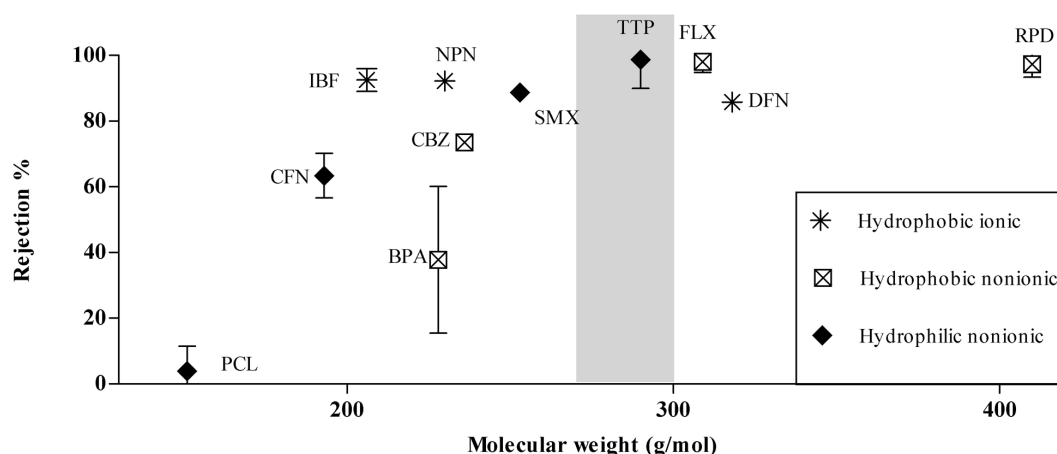 TTP
FLX
RPD
100
IBF
NPN
80
SMX
DFN
CBZ
60
CFN
40
BPA
20
PCL
0
Rejection %
Hydrophobic ionic
Hydrophobic nonionic
Hydrophilic nonionic
200
300
400
Molecular weight (g/mol)